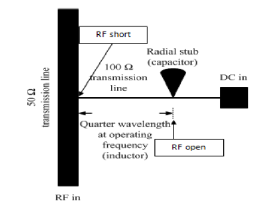 RF short
Radial stub
(capacitor)
100 Ω
transmission
line
DC in
50 Ω
transmission line
Quarter wavelength
at operating
frequency
(inductor)
RF open
RF in